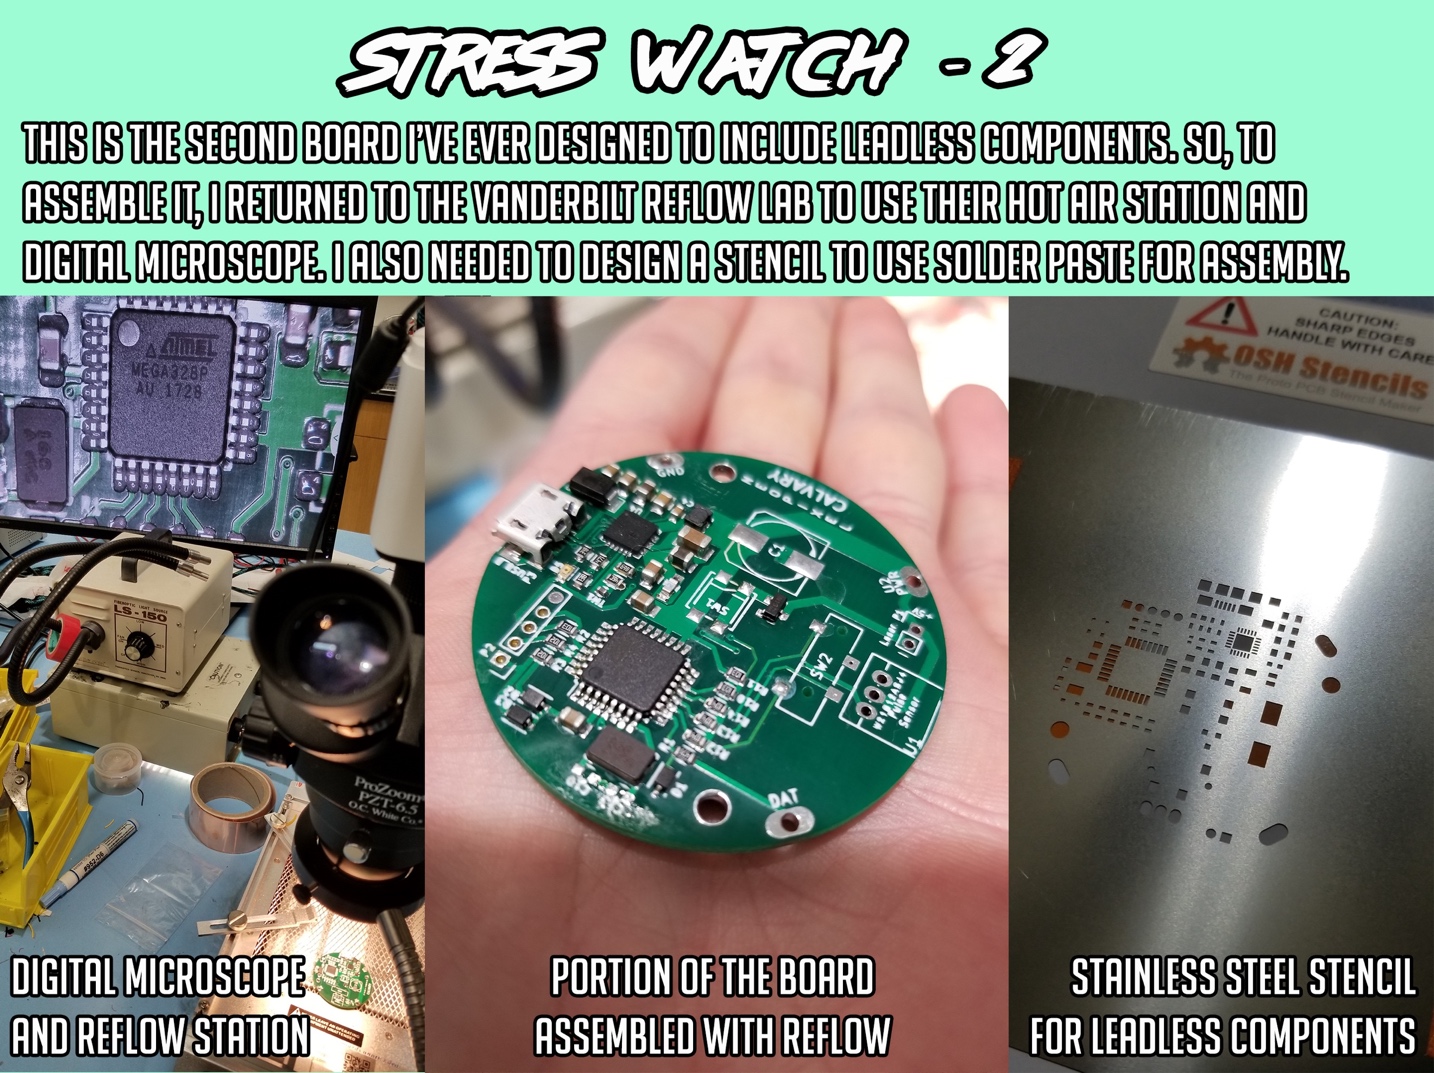 STRESS WATCH - 2
THIS IS THE SECOND BOARD I'VE EVER DESIGNED TO INCLUDE LEADLESS COMPONENTS. SO, TO
ASSEMBLE IT, I RETURNED TO THE VANDERBILT REFLOW LAB TO USE THEIR HOT AIR STATION AND
DIGITAL MICROSCOPE. I ALSO NEEDED TO DESIGN A STENCIL TO USE SOLDER PASTE FOR ASSEMBLY.
ATMEL
MEGA328P
AU 1728
LS-150
ProZoom
PZT-6.5
O.C. White Co.
DIGITAL MICROSCOPE
AND REFLOW STATION
GND
CALVARY
C1
SW1
SW2
Pulse
Sensor
U1
DAT
PORTION OF THE BOARD
ASSEMBLED WITH REFLOW
CAUTION:
SHARP EDGES
HANDLE WITH CARE
OSH Stencils
The Proto PCB Stencil Maker
STAINLESS STEEL STENCIL
FOR LEADLESS COMPONENTS